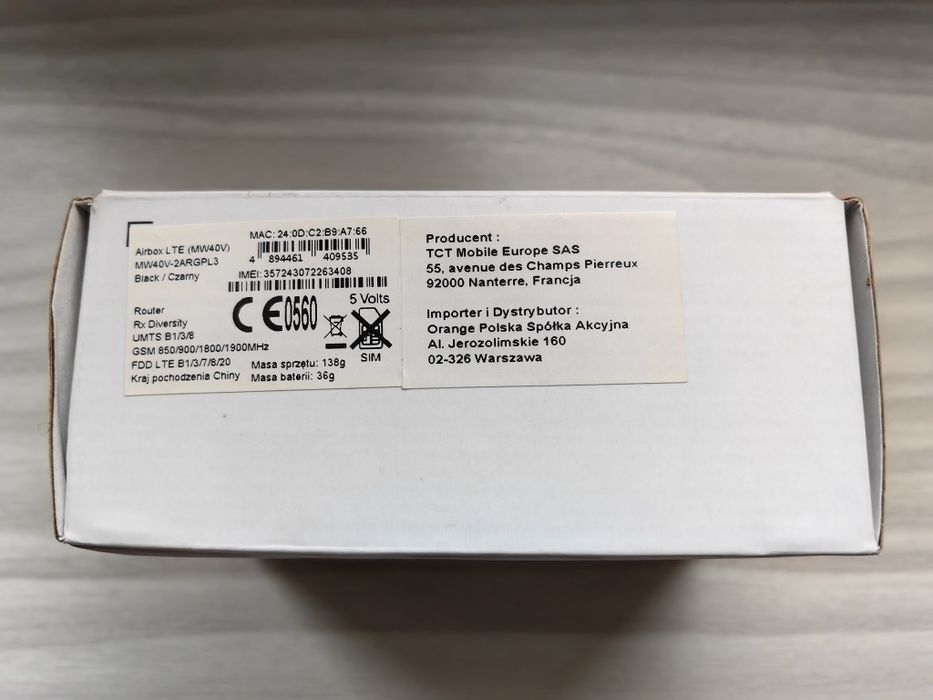 Airbox LTE (MW40V)
MW40V-2ARGPL3
Black / Czarny
MAC: 24:0D:C2:B9:A7:66
4 894461 409535
IMEI: 357243072263408
Router
Rx Diversity
UMTS B1/3/8
GSM 850/900/1800/1900MHz
FDD LTE B1/3/7/8/20
Kraj pochodzenia Chiny
CE0560
5 Volts
SIM
Masa sprzętu: 138g
Masa baterii: 36g
Producent :
TCT Mobile Europe SAS
55, avenue des Champs Pierreux
92000 Nanterre, Francja
Importer i Dystrybutor :
Orange Polska Spółka Akcyjna
Al. Jerozolimskie 160
02-326 Warszawa